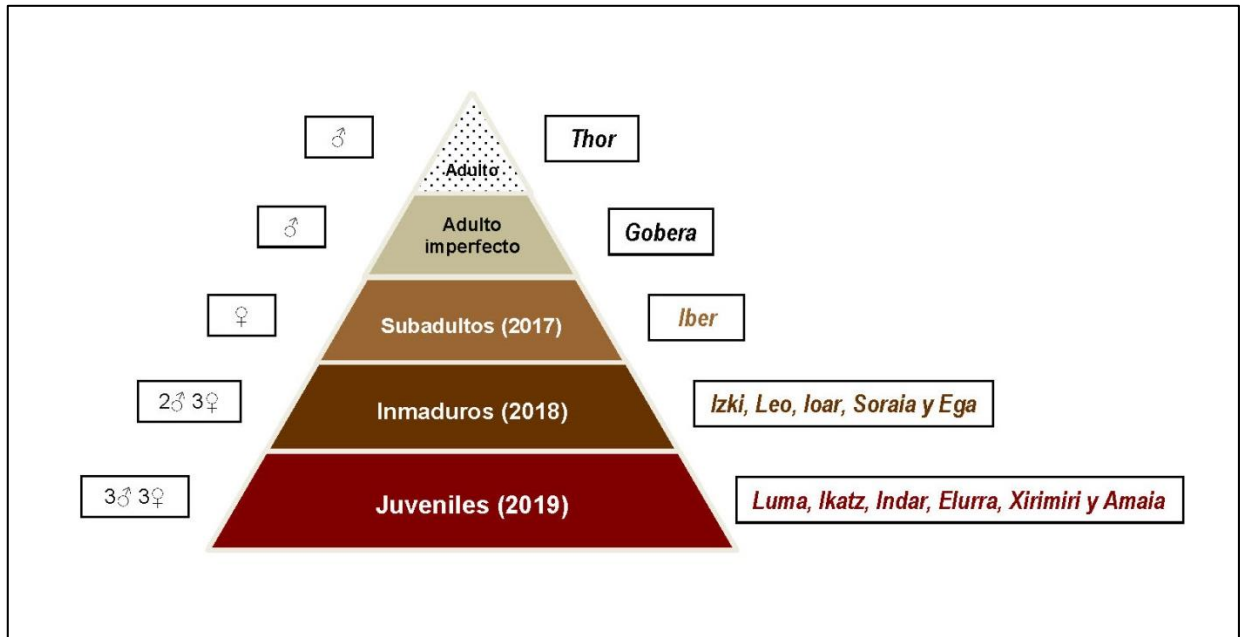 ♂
Adulto
Thor
♂
Adulto
imperfecto
Gobera
♀
Subadultos (2017)
Iber
2♂ 3♀
Inmaduros (2018)
Izki, Leo, Ioar, Soraia y Ega
3♂ 3♀
Juveniles (2019)
Luma, Ikatz, Indar, Elurra, Xirimiri y Amaia